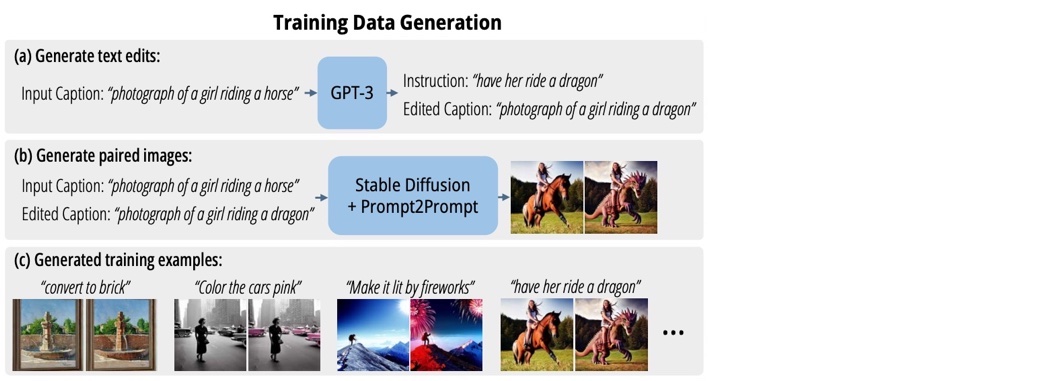 Training Data Generation
(a) Generate text edits:
Input Caption: “photograph of a girl riding a horse”
GPT-3
Instruction: “have her ride a dragon”
Edited Caption: “photograph of a girl riding a dragon”
(b) Generate paired images:
Input Caption: “photograph of a girl riding a horse”
Edited Caption: “photograph of a girl riding a dragon”
Stable Diffusion
+ Prompt2Prompt
(c) Generated training examples:
“convert to brick”
“Color the cars pink”
“Make it lit by fireworks”
“have her ride a dragon”
...